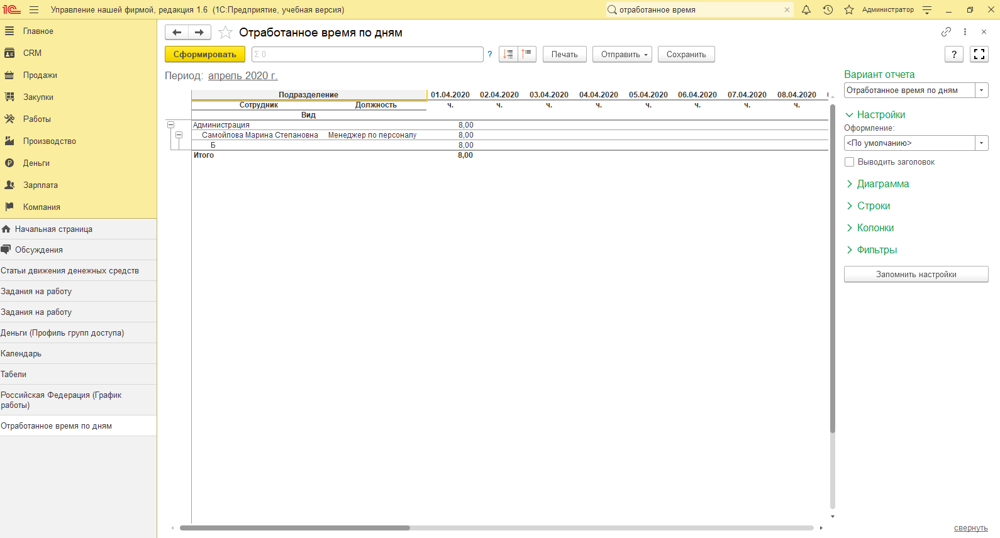 1С Управление нашей фирмой, редакция 1.6 (1С:Предприятие, учебная версия) отработанное время Администратор
Главное
CRM
Продажи
Закупки
Работы
Производство
Деньги
Зарплата
Компания
Начальная страница
Обсуждения
Статьи движения денежных средств
Задания на работу
Задания на работу
Деньги (Профиль групп доступа)
Календарь
Табели
Российская Федерация (График
работы)
Отработанное время по дням
Отработанное время по дням
Сформировать Σ 0 ? Печать Отправить Сохранить ?
Период: апрель 2020 г.
Подразделение 01.04.2020 02.04.2020 03.04.2020 04.04.2020 05.04.2020 06.04.2020 07.04.2020 08.04.2020
Сотрудник Должность ч. ч. ч. ч. ч. ч. ч. ч.
Вид
Администрация 8,00
Самойлова Марина Степановна Менеджер по персоналу 8,00
Б 8,00
Итого 8,00
Вариант отчета
Отработанное время по дням
Настройки
Оформление:
<По умолчанию>
Выводить заголовок
Диаграмма
Строки
Колонки
Фильтры
Запомнить настройки
свернуть